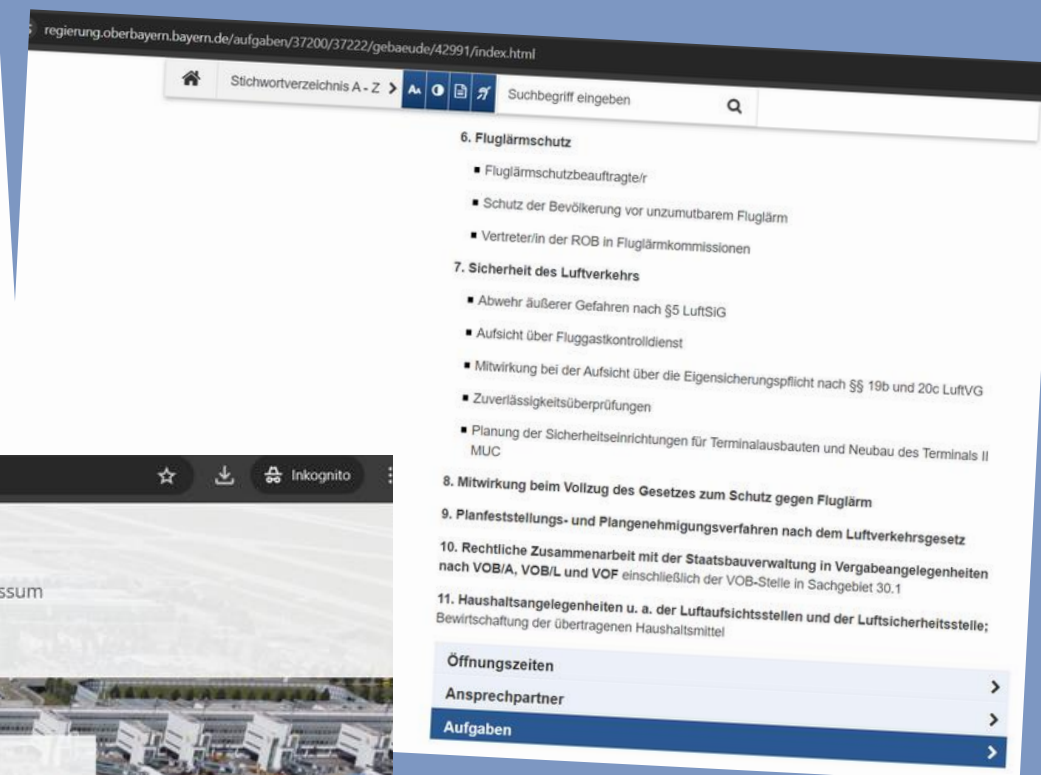 regierung.oberbayern.bayern.de/aufgaben/37200/37222/gebaeude/42991/index.html
Stichwortverzeichnis A - Z
Suchbegriff eingeben
6. Fluglärmschutz
Fluglärmschutzbeauftragte/r
Schutz der Bevölkerung vor unzumutbarem Fluglärm
Vertreter/in der ROB in Fluglärmkommissionen
7. Sicherheit des Luftverkehrs
Abwehr äußerer Gefahren nach §5 LuftSiG
Aufsicht über Fluggastkontrolldienst
Mitwirkung bei der Aufsicht über die Eigensicherungspflicht nach §§ 19b und 20c LuftVG
Zuverlässigkeitsüberprüfungen
Planung der Sicherheitseinrichtungen für Terminalausbauten und Neubau des Terminals II
MUC
8. Mitwirkung beim Vollzug des Gesetzes zum Schutz gegen Fluglärm
9. Planfeststellungs- und Plangenehmigungsverfahren nach dem Luftverkehrsgesetz
10. Rechtliche Zusammenarbeit mit der Staatsbauverwaltung in Vergabeangelegenheiten
nach VOB/A, VOB/L und VOF einschließlich der VOB-Stelle in Sachgebiet 30.1
11. Haushaltsangelegenheiten u. a. der Luftaufsichtsstellen und der Luftsicherheitsstelle;
Bewirtschaftung der übertragenen Haushaltsmittel
Öffnungszeiten
Ansprechpartner
Aufgaben
Inkognito
ssum